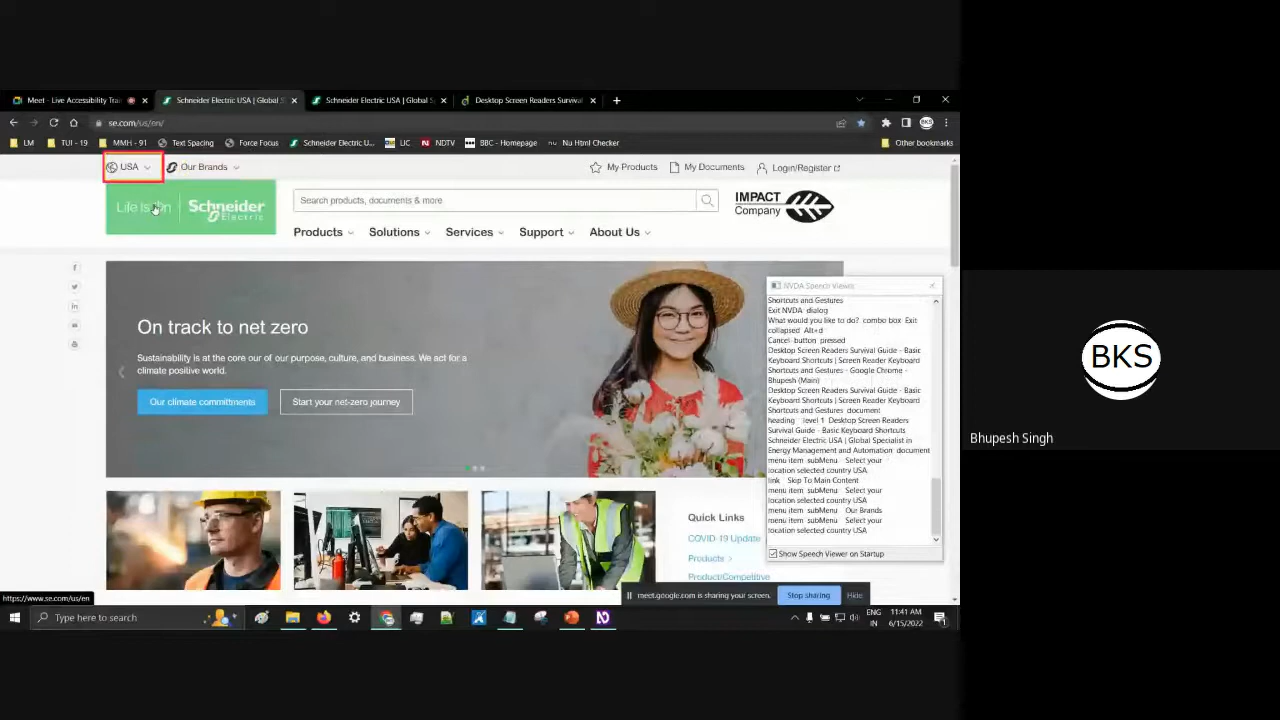 Meet - Live Accessibility Trai
Schneider Electric USA | Global S
Schneider Electric USA | Global S
Desktop Screen Readers Survival
se.com/us/en/
BKS
LM
TUI - 19
MMH - 91
Text Spacing
Force Focus
Schneider Electric U...
LIC
NDTV
BBC - Homepage
Nu Html Checker
Other bookmarks
USA
Our Brands
My Products
My Documents
Login/Register
Life Is On
Schneider
Electric
Search products, documents & more
IMPACT
Company
Products
Solutions
Services
Support
About Us
On track to net zero
Sustainability is at the core our of our purpose, culture, and business. We act for a
climate positive world.
Our climate commitments
Start your net-zero journey
NVDA Speech Viewer
Shortcuts and Gestures
Exit NVDA dialog
What would you like to do? combo box Exit
collapsed Alt+d
Cancel button pressed
Desktop Screen Readers Survival Guide - Basic
Keyboard Shortcuts | Screen Reader Keyboard
Shortcuts and Gestures - Google Chrome -
Bhupesh (Main)
Desktop Screen Readers Survival Guide - Basic
Keyboard Shortcuts | Screen Reader Keyboard
Shortcuts and Gestures document
heading level 1 Desktop Screen Readers
Survival Guide - Basic Keyboard Shortcuts
Schneider Electric USA | Global Specialist in
Energy Management and Automation document
menu item subMenu Select your
location selected country USA
link Skip To Main Content
menu item subMenu Select your
location selected country USA
menu item subMenu Our Brands
menu item subMenu Select your
location selected country USA
Show Speech Viewer on Startup
Quick Links
COVID-19 Update
Products >
Product/Competitive
meet.google.com is sharing your screen.
Stop sharing
Hide
https://www.se.com/us/en
Type here to search
ENG
IN
11:41 AM
6/15/2022
BKS
Bhupesh Singh